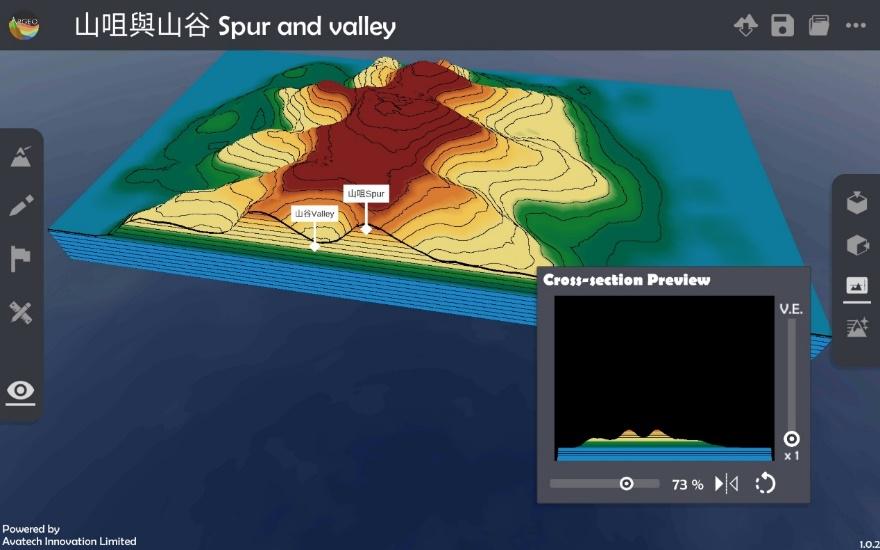 ARGEO
山咀與山谷 Spur and valley
山咀Spur
山谷Valley
Cross-section Preview
V.E.
x 1
73 %
Powered by
Avatech Innovation Limited
1.0.2